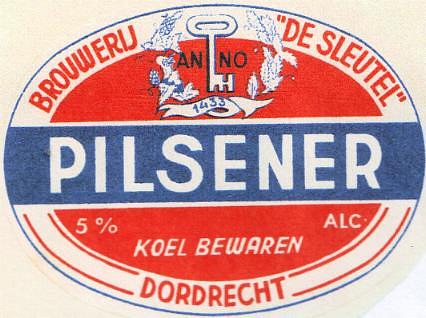 BROUWERIJ "DE SLEUTEL"
ANNO
1433
PILSENER
5 % ALC.
KOEL BEWAREN
DORDRECHT